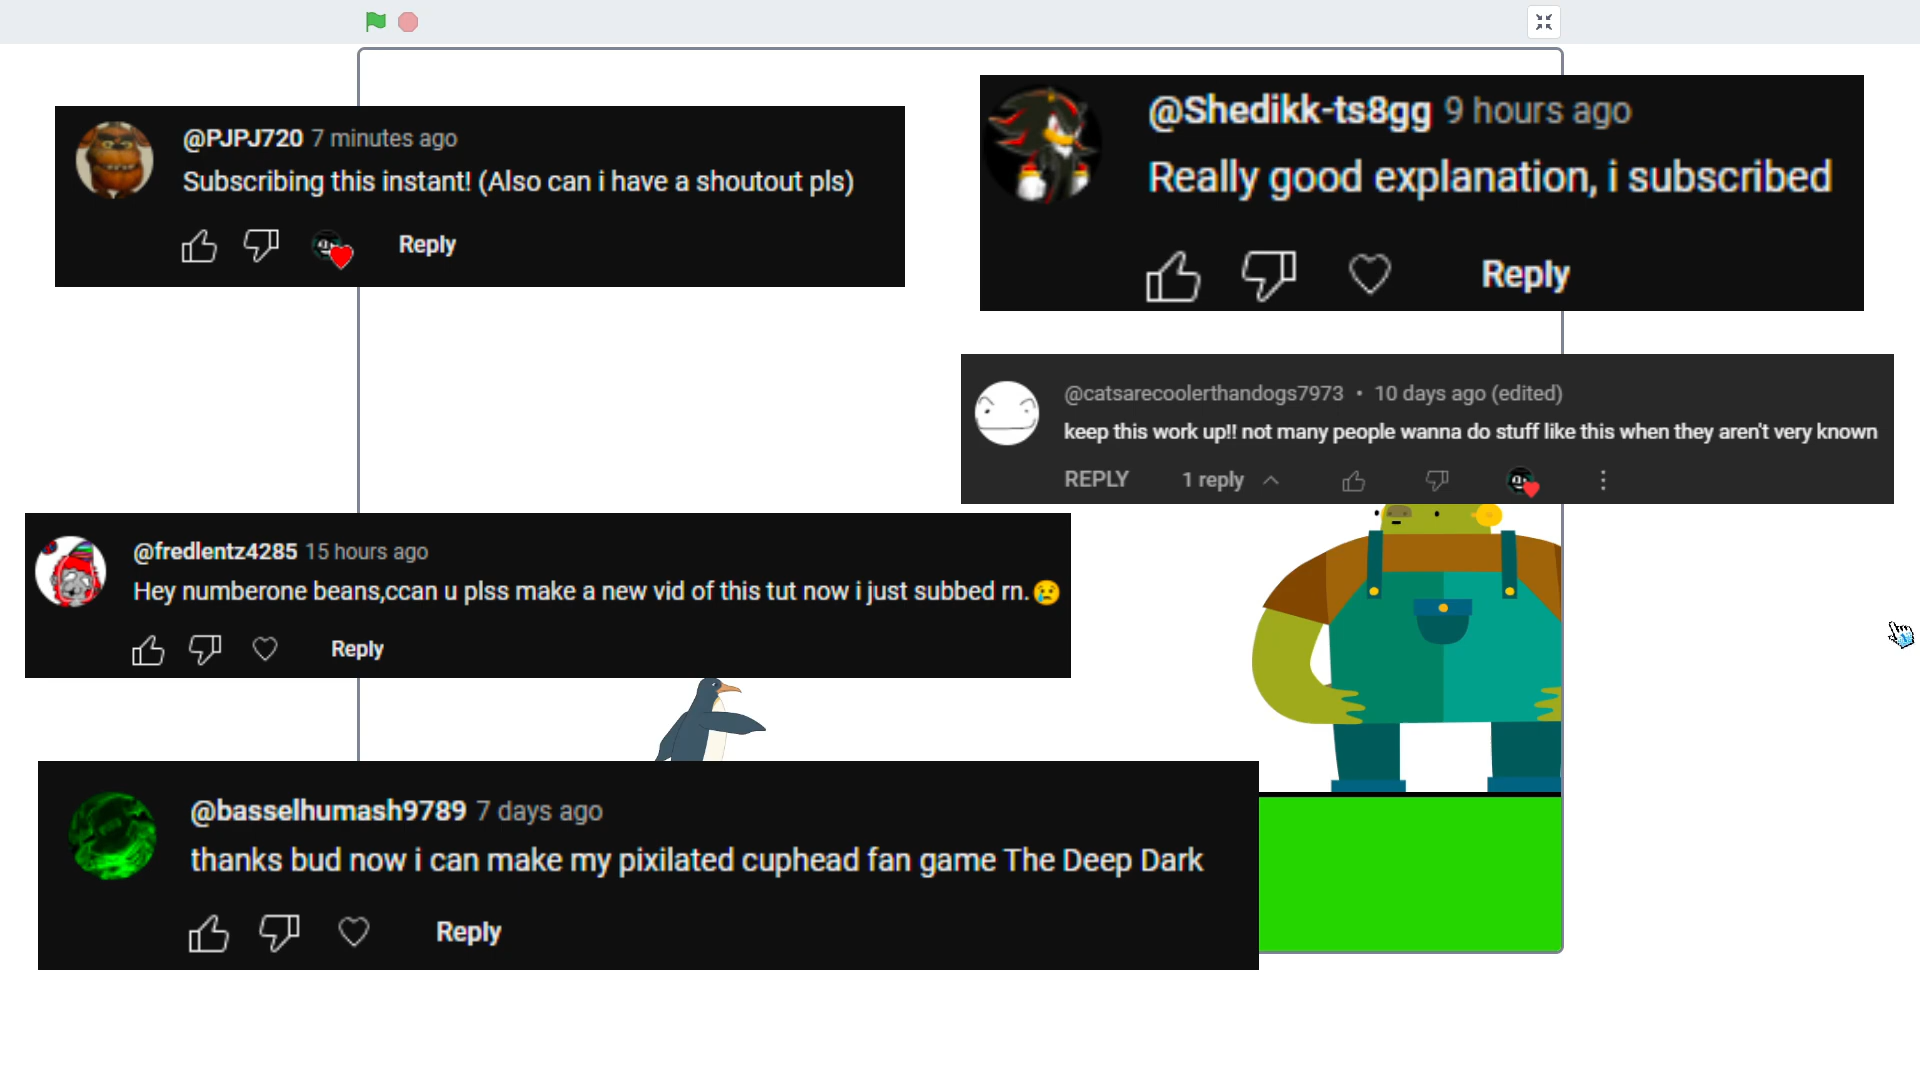 @PJPJ720 7 minutes ago
Subscribing this instant! (Also can i have a shoutout pls)
Reply
@Shedikk-ts8gg 9 hours ago
Really good explanation, i subscribed
Reply
@catsarecoolerthandogs7973 • 10 days ago (edited)
keep this work up!! not many people wanna do stuff like this when they aren't very known
REPLY 1 reply
@fredlentz4285 15 hours ago
Hey numberone beans,ccan u plss make a new vid of this tut now i just subbed rn.😢
Reply
@basselhumash9789 7 days ago
thanks bud now i can make my pixilated cuphead fan game The Deep Dark
Reply